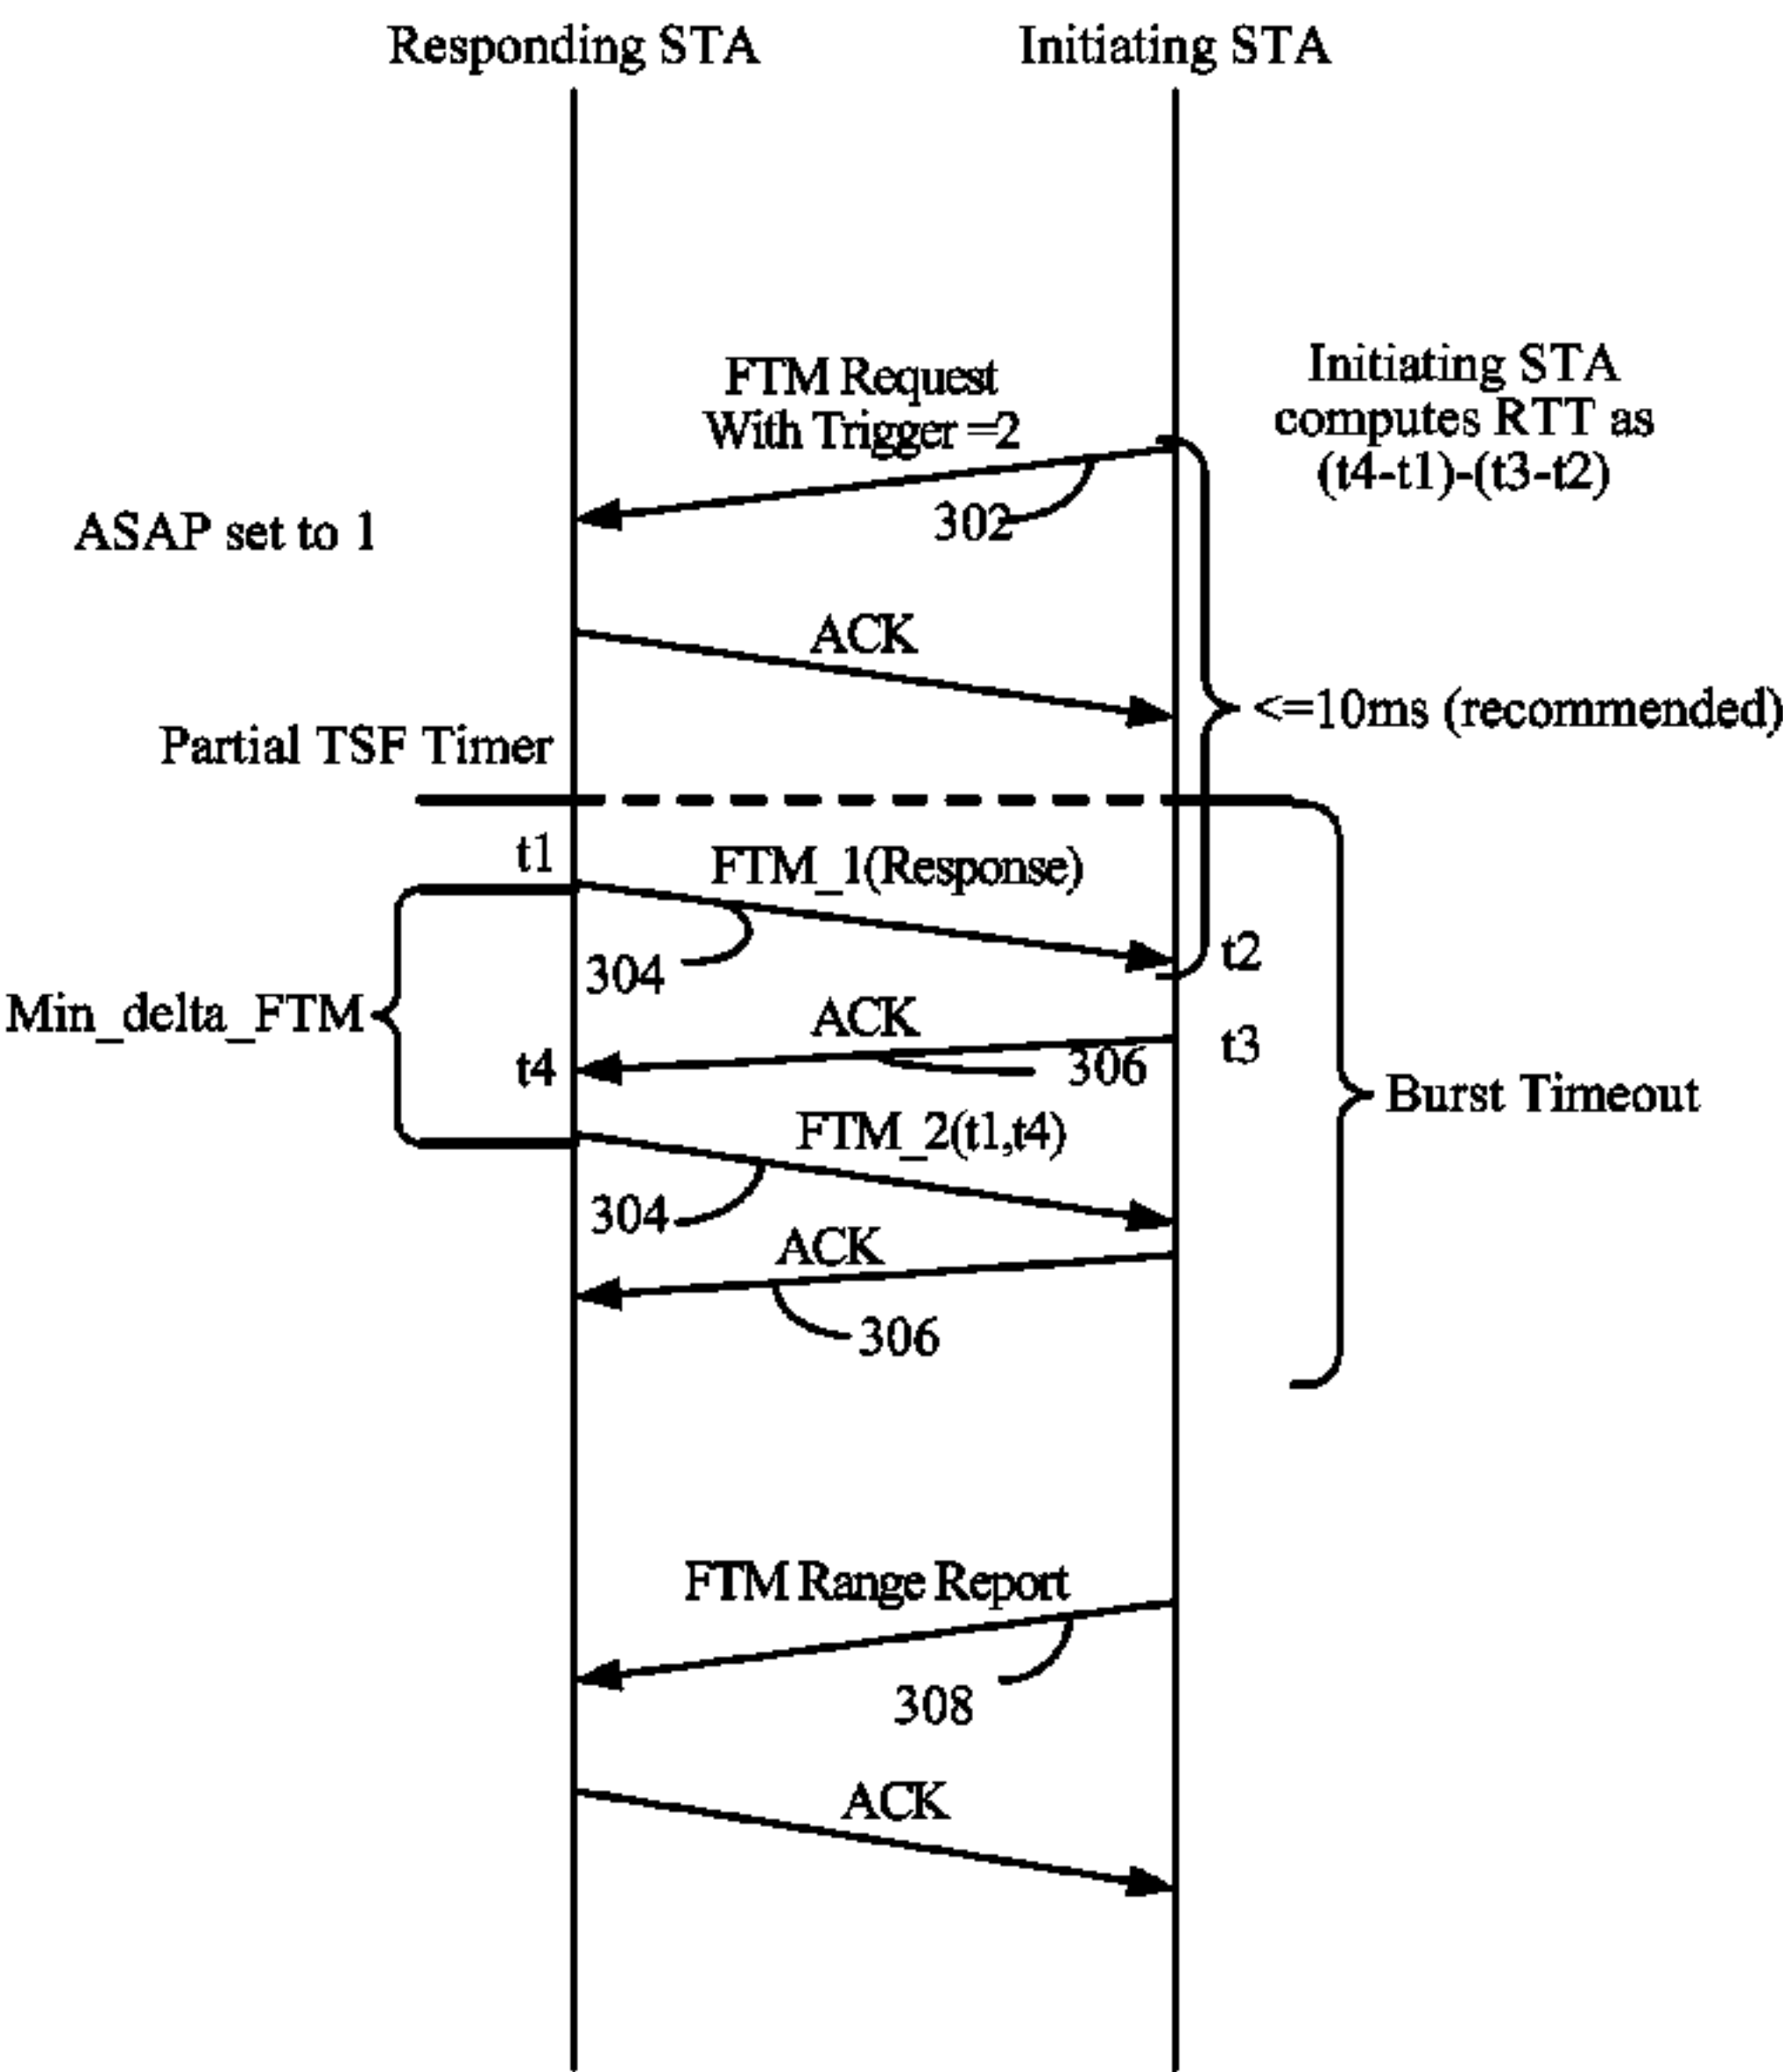 Responding STA
Initiating STA
FTM Request
With Trigger =2
Initiating STA
computes RTT as
(t4-t1)-(t3-t2)
302
ASAP set to 1
ACK
<=10ms (recommended)
Partial TSF Timer
t1
FTM_1(Response)
t2
304
Min_delta_FTM
ACK
t3
t4
306
Burst Timeout
FTM_2(t1,t4)
304
ACK
306
FTM Range Report
308
ACK